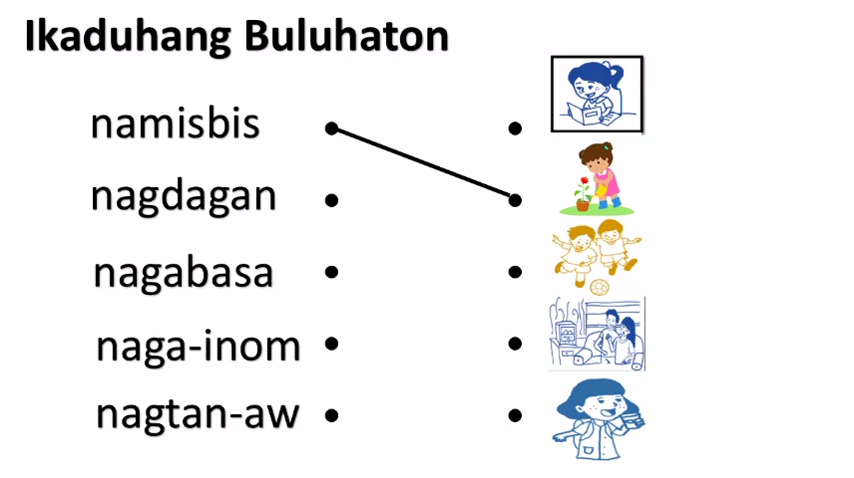 Ikaduhang Buluhaton
namisbis
nagdagan
nagabasa
naga-inom
nagtan-aw